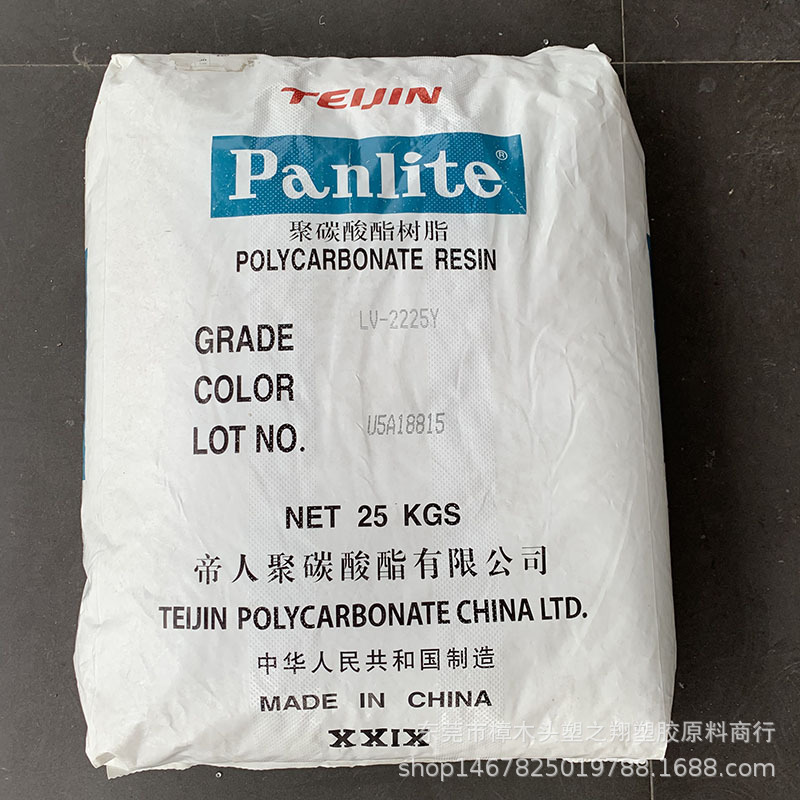 TEIJIN
Panlite®
聚碳酸酯树脂
POLYCARBONATE RESIN
GRADE LV-2225Y
COLOR
LOT NO. U5A18815
NET 25 KGS
帝人聚碳酸酯有限公司
TEIJIN POLYCARBONATE CHINA LTD.
中华人民共和国制造
MADE IN CHINA
XXIX
东莞市樟木头塑之翔塑胶原料商行
shop1467825019788.1688.com